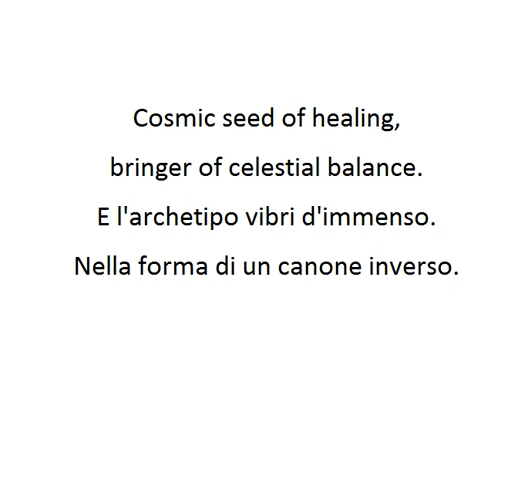 Cosmic seed of healing,
bringer of celestial balance.
E l'archetipo vibri d'immenso.
Nella forma di un canone inverso.